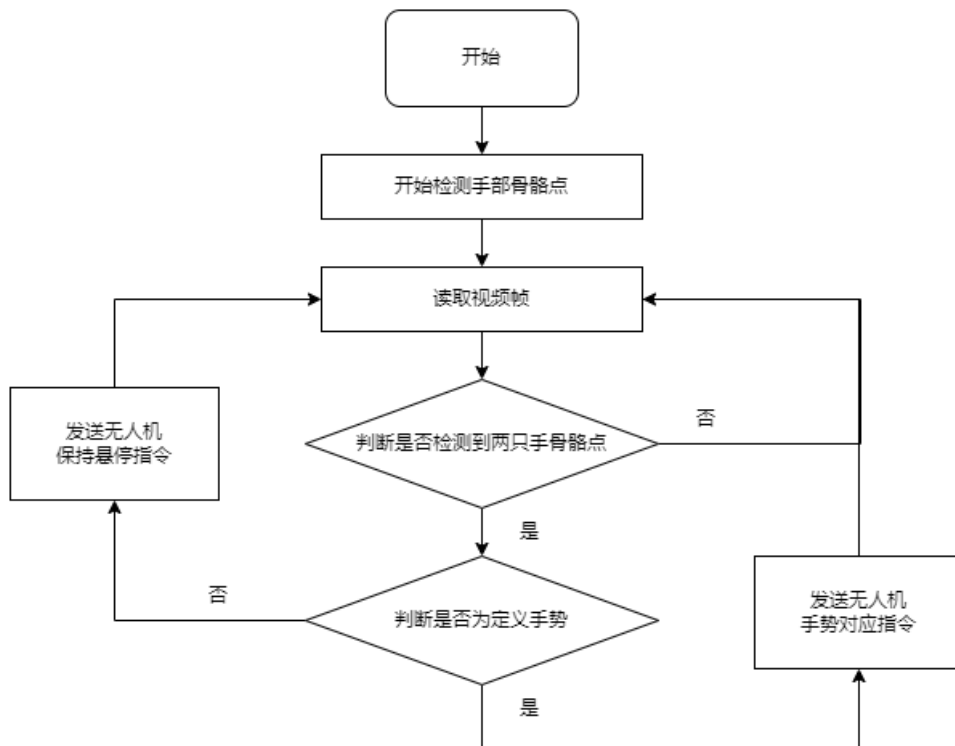 开始
开始检测手部骨骼点
读取视频帧
发送无人机
保持悬停指令
判断是否检测到两只手骨骼点
否
是
否
判断是否为定义手势
发送无人机
手势对应指令
是